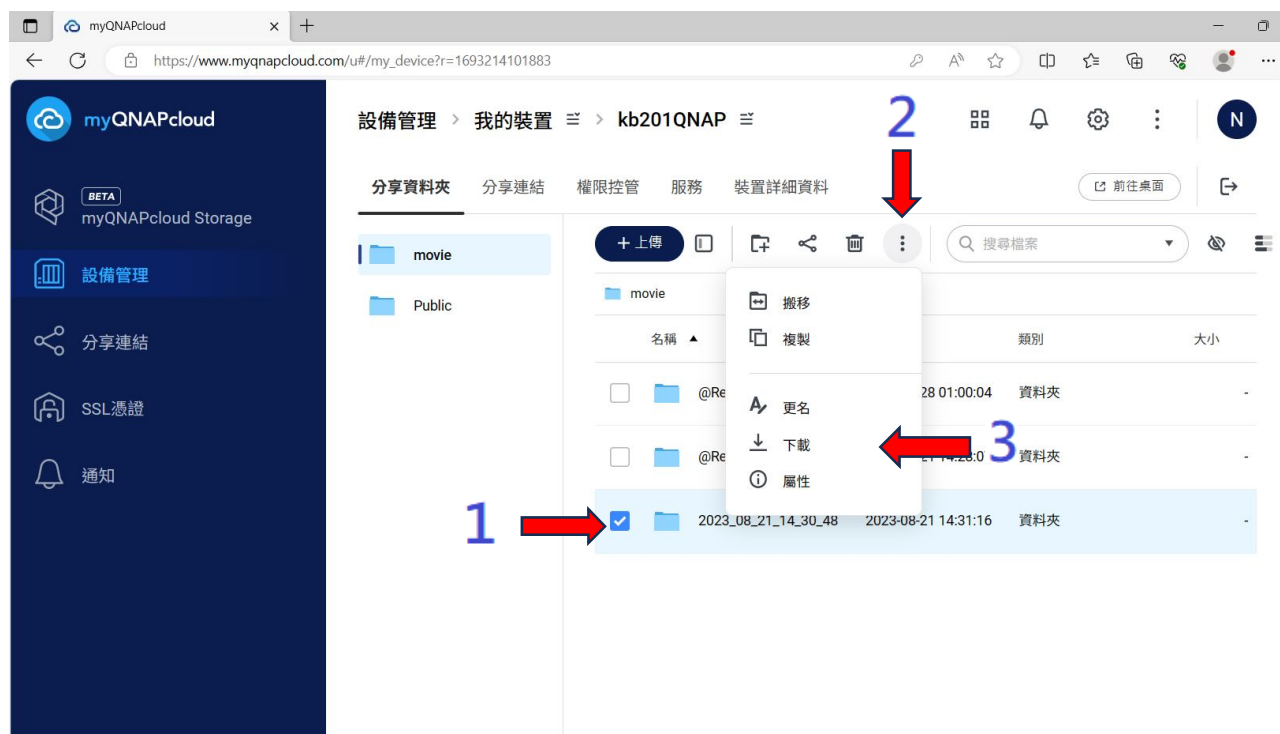 myQNAPcloud
https://www.myqnapcloud.com/u#/my_device?r=1693214101883
myQNAPcloud
設備管理 > 我的裝置 > kb201QNAP
2
N
BETA
myQNAPcloud Storage
設備管理
分享連結
SSL憑證
通知
分享資料夾 分享連結 權限控管 服務 裝置詳細資料
前往桌面
movie
Public
+ 上傳
搜尋檔案
movie
搬移
複製
更名
下載
屬性
名稱 類別 大小
@Re 28 01:00:04 資料夾 -
@Re 資料夾 -
3
1
2023_08_21_14_30_48 2023-08-21 14:31:16 資料夾 -